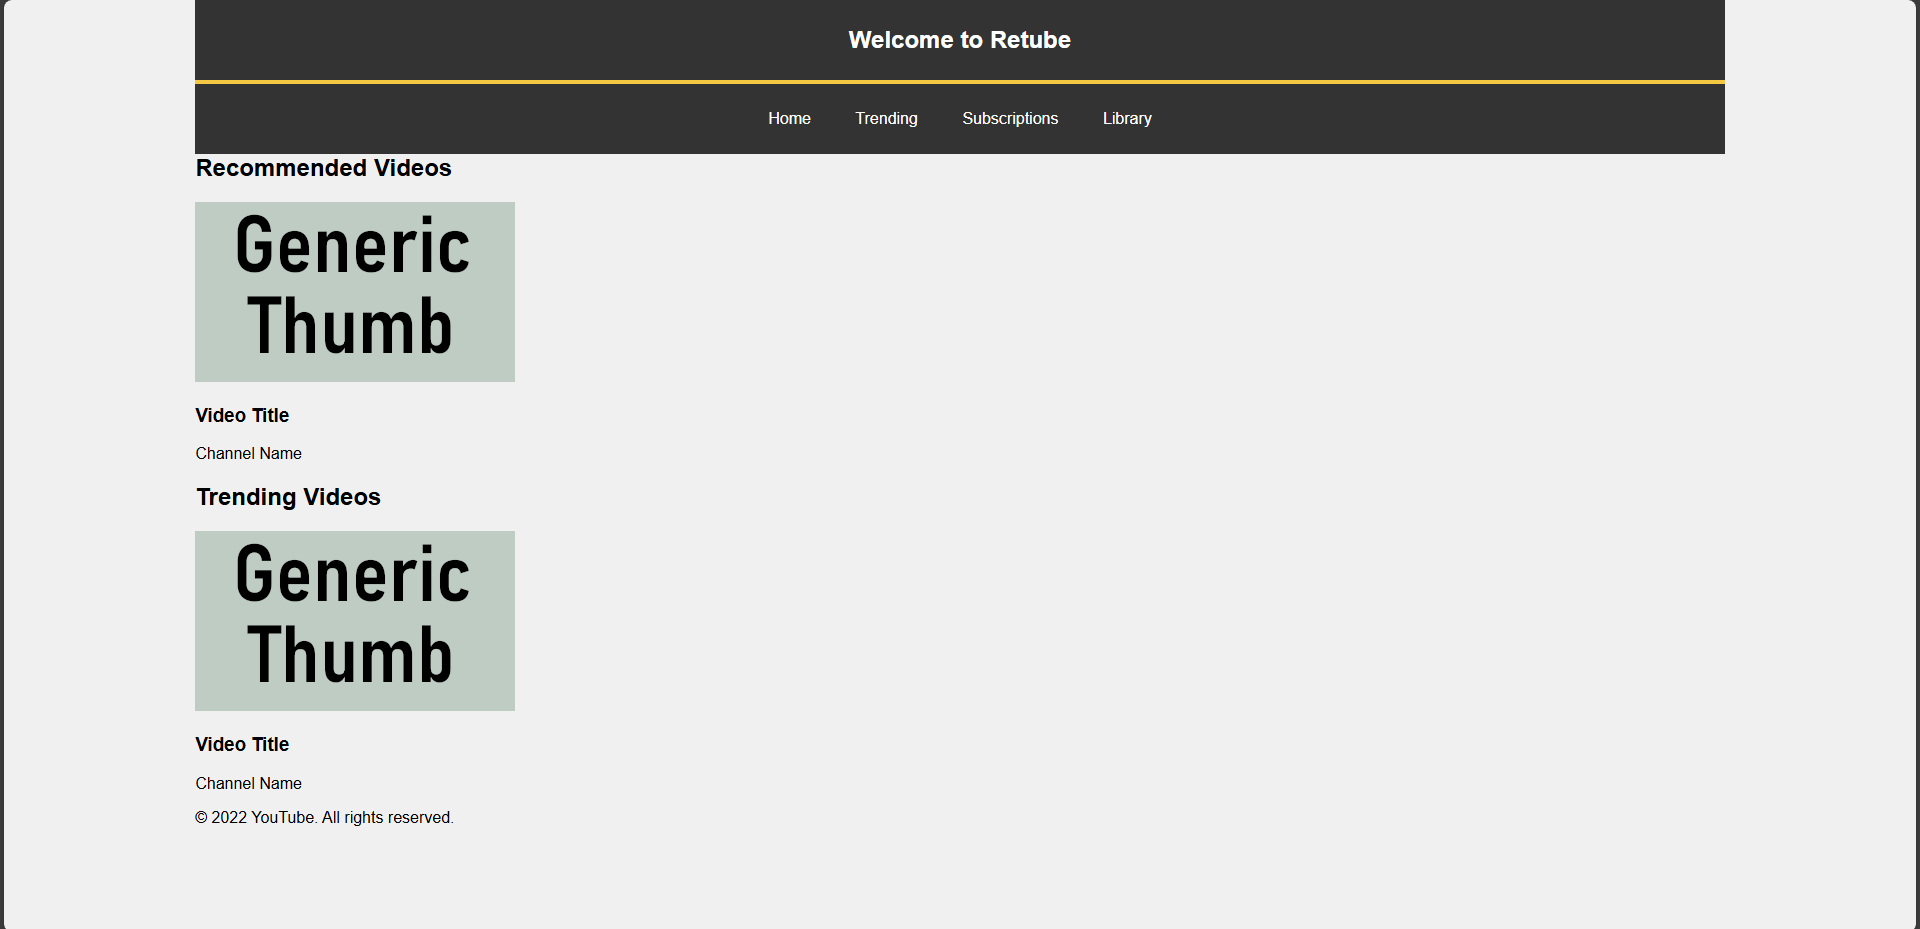 Welcome to Retube
Home Trending Subscriptions Library
Recommended Videos
Generic
Thumb
Video Title
Channel Name
Trending Videos
Generic
Thumb
Video Title
Channel Name
© 2022 YouTube. All rights reserved.